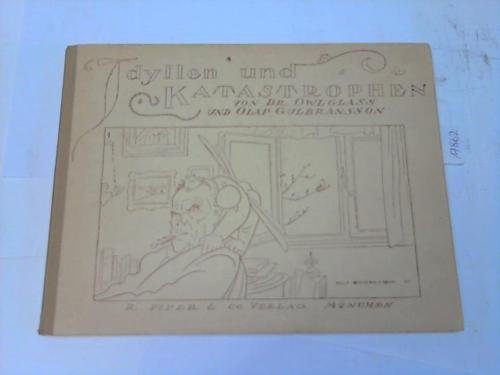 Idyllen und
KATASTROPHEN
VON DR. OWLGLASS
UND OLAF GULBRANSSON
R. PIPER & CO VERLAG MÜNCHEN